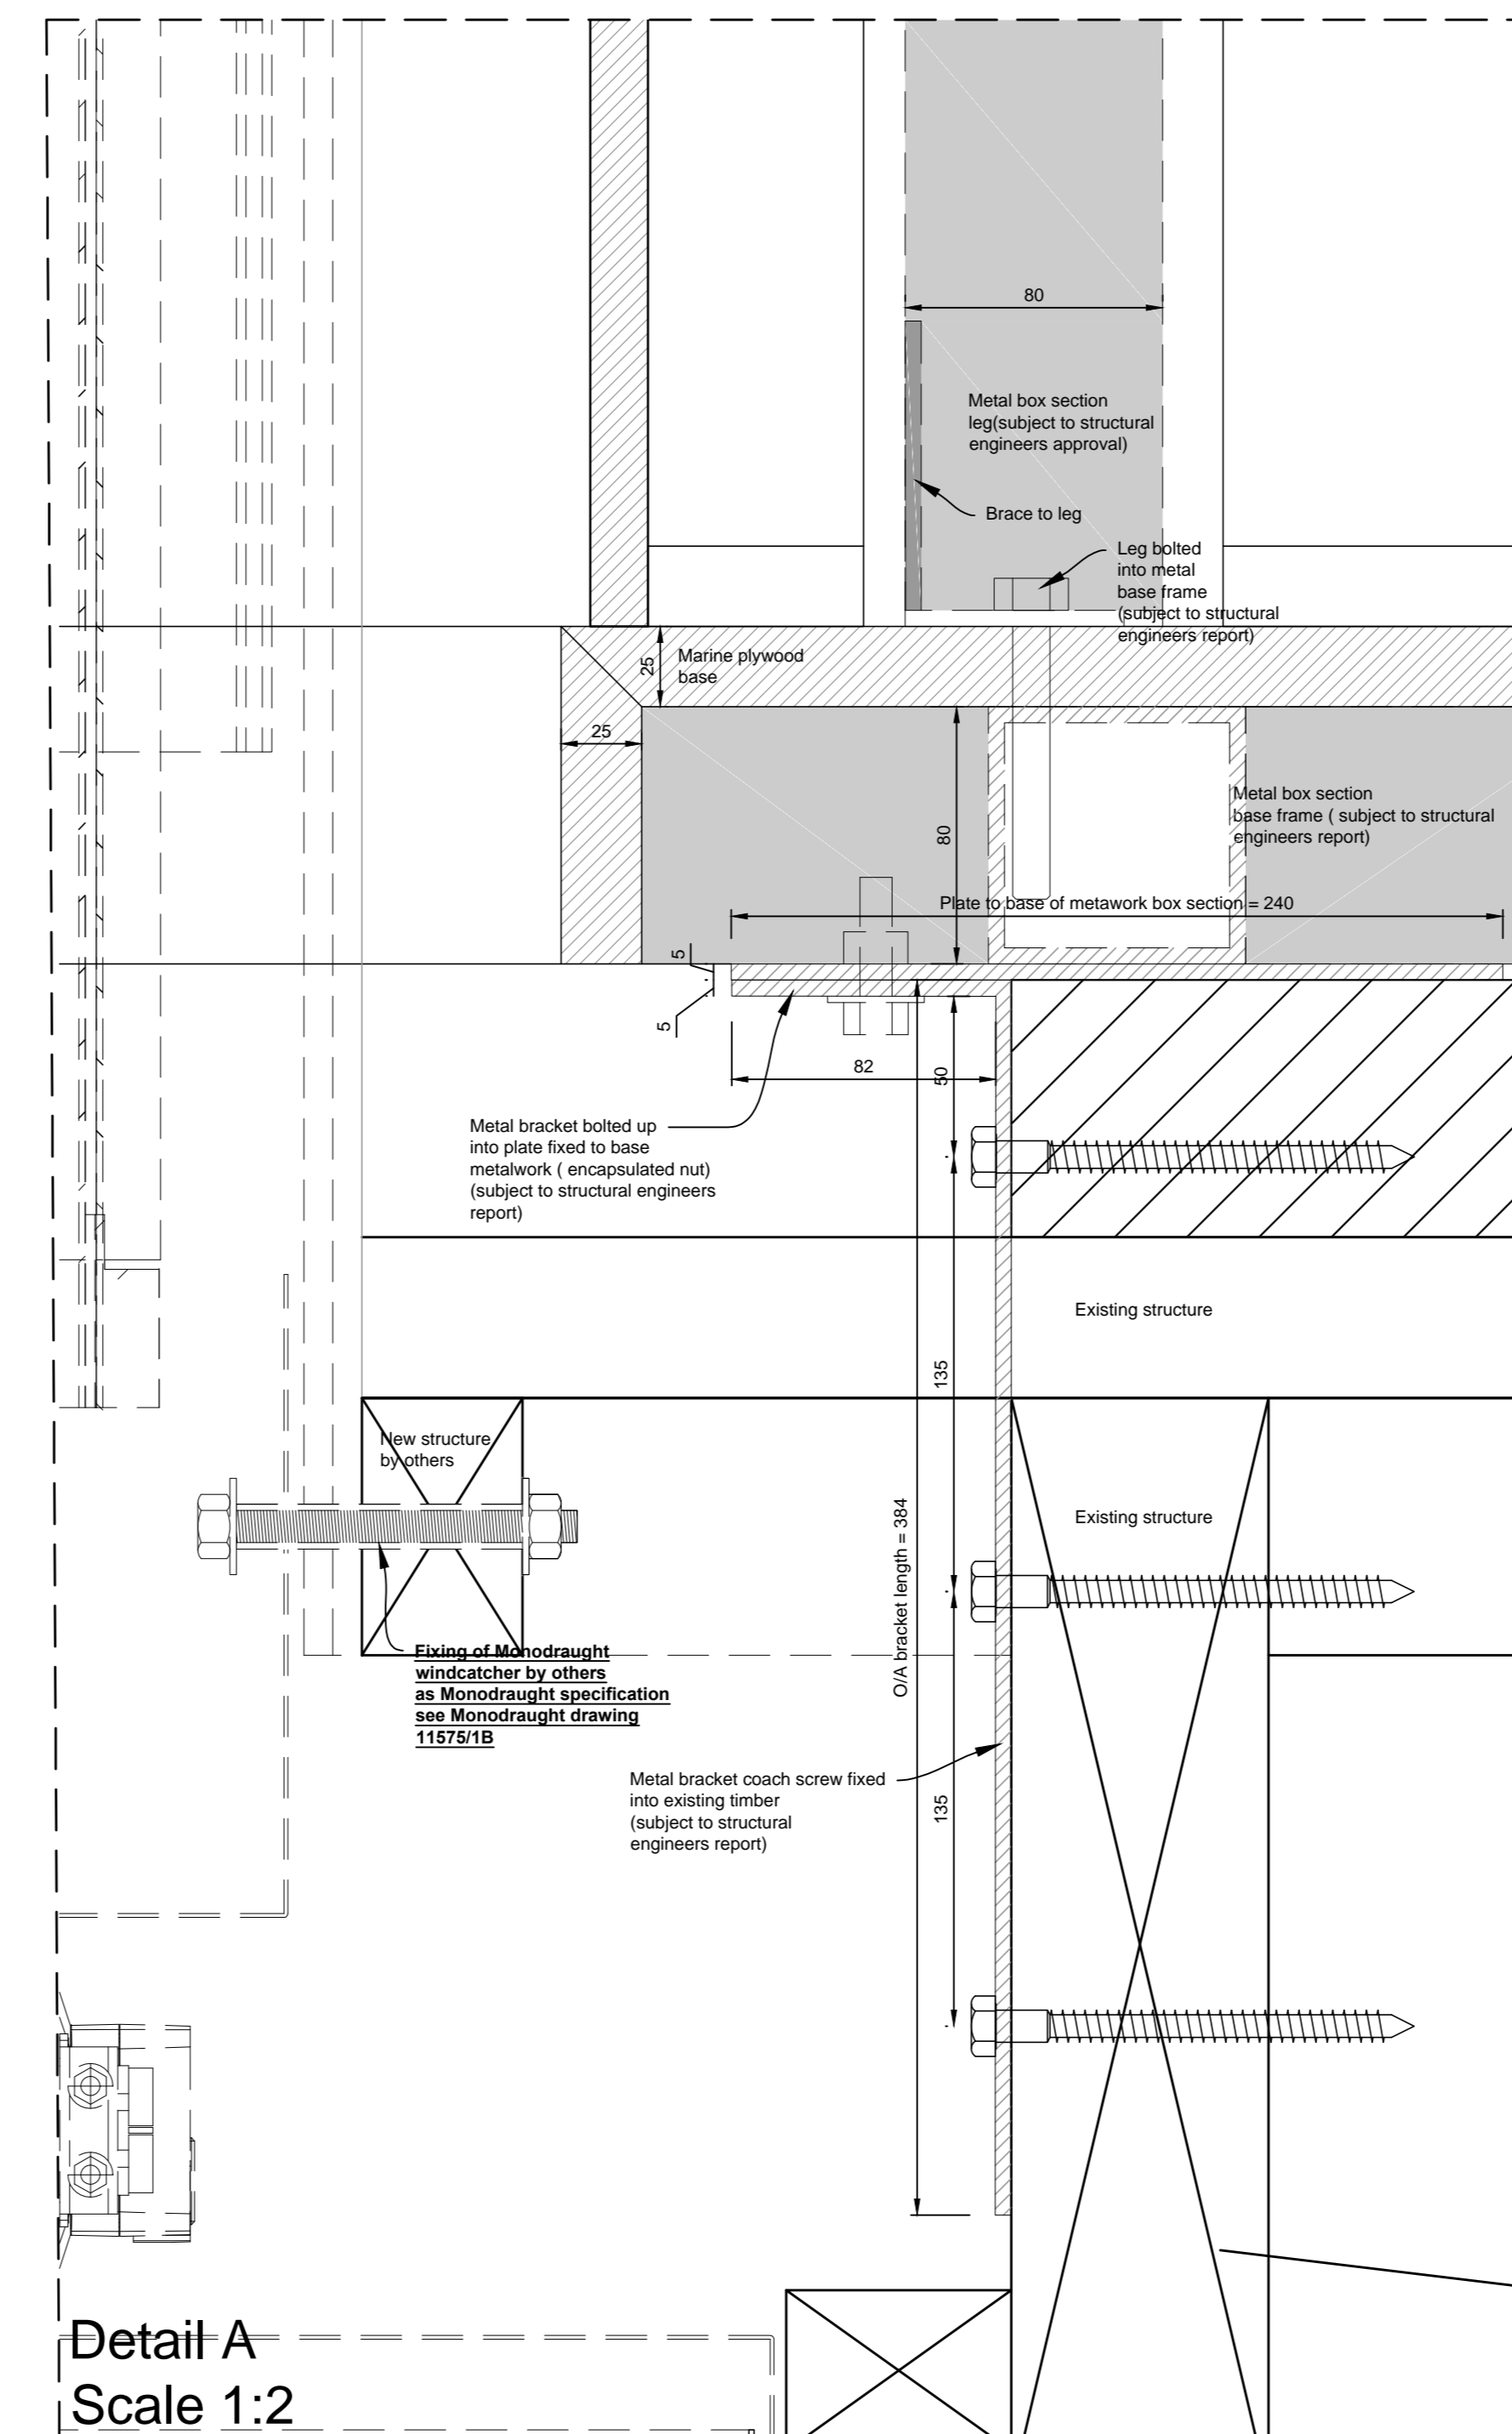 80
Metal box section
leg(subject to structural
engineers approval)
Brace to leg
Leg bolted
into metal
base frame
(subject to structural
engineers report)
25
Marine plywood
base
25
80
Metal box section
base frame ( subject to structural
engineers report)
Plate to base of metawork box section = 240
5
5
82
50
Metal bracket bolted up
into plate fixed to base
metalwork ( encapsulated nut)
(subject to structural engineers
report)
Existing structure
135
New structure
by others
O/A bracket length = 384
Existing structure
Fixing of Monodraught
windcatcher by others
as Monodraught specification
see Monodraught drawing
11575/1B
Metal bracket coach screw fixed
into existing timber
(subject to structural
engineers report)
135
Detail A
Scale 1:2